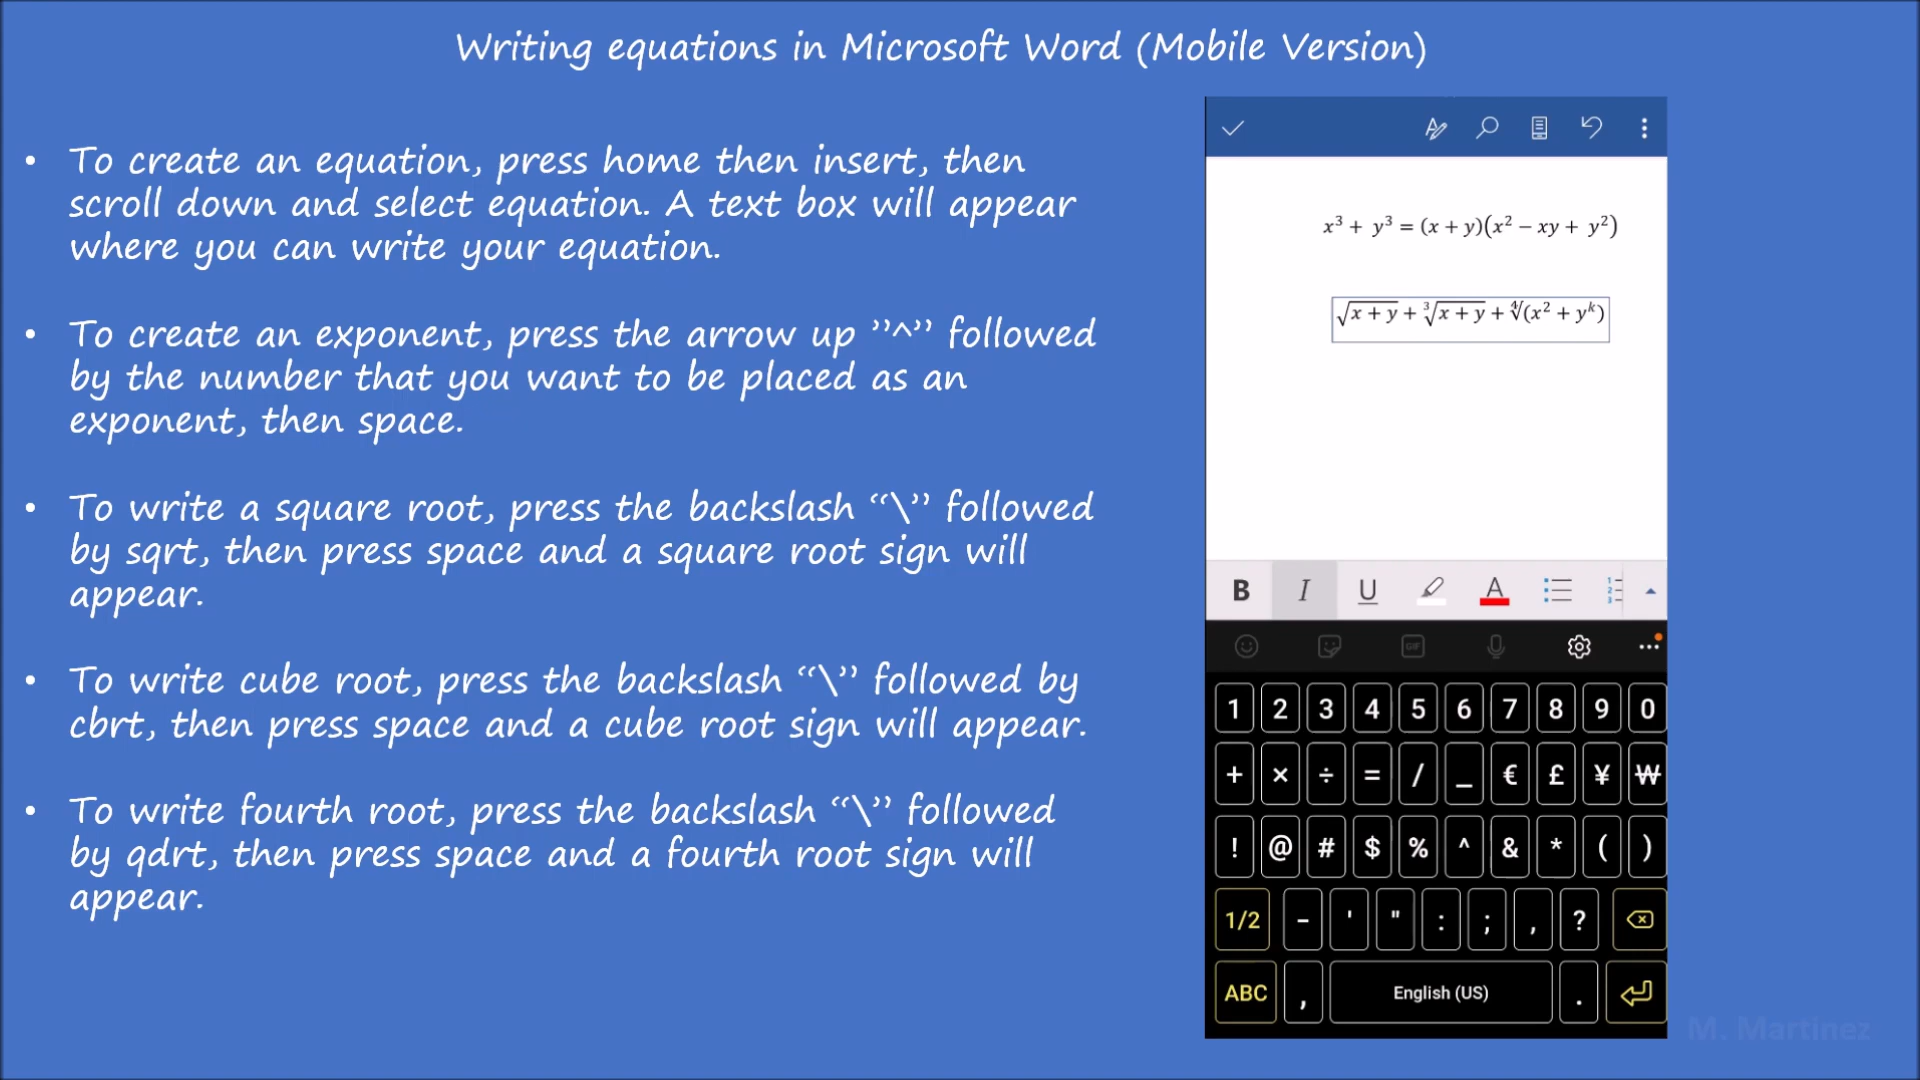 Writing equations in Microsoft Word (Mobile Version)
• To create an equation, press home then insert, then
scroll down and select equation. A text box will appear
where you can write your equation.
• To create an exponent, press the arrow up ”^” followed
by the number that you want to be placed as an
exponent, then space.
• To write a square root, press the backslash “\” followed
by sqrt, then press space and a square root sign will
appear.
• To write cube root, press the backslash “\” followed by
cbrt, then press space and a cube root sign will appear.
• To write fourth root, press the backslash “\” followed
by qdrt, then press space and a fourth root sign will
appear.
x³ + y³ = (x + y)(x² − xy + y²)
√(x + y) + ∛(x + y) + ∜(x² + yᵏ)
B I U A
GIF
1 2 3 4 5 6 7 8 9 0
+ × ÷ = / _ € £ ¥ ₩
! @ # $ % ^ & * ( )
1/2 - ' " : ; , ?
ABC , English (US) .
M. Martinez